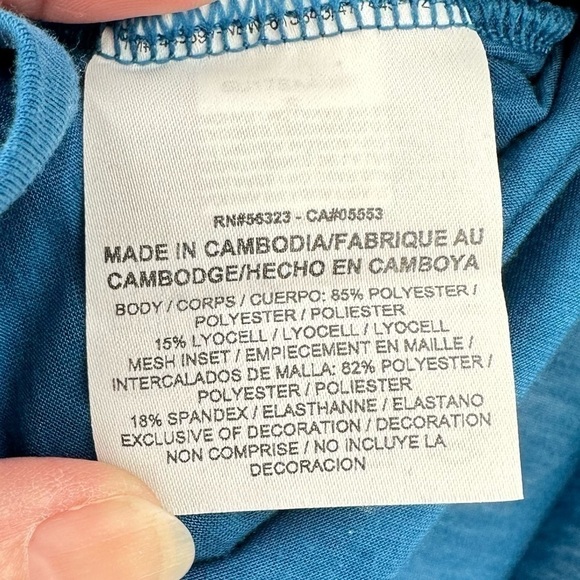 RN#56323 - CA#05553
MADE IN CAMBODIA/FABRIQUE AU
CAMBODGE/HECHO EN CAMBOYA
BODY / CORPS / CUERPO: 85% POLYESTER /
POLYESTER / POLIESTER
15% LYOCELL / LYOCELL / LYOCELL
MESH INSET / EMPIECEMENT EN MAILLE /
INTERCALADOS DE MALLA: 82% POLYESTER /
POLYESTER / POLIESTER
18% SPANDEX / ELASTHANNE / ELASTANO
EXCLUSIVE OF DECORATION / DECORATION
NON COMPRISE / NO INCLUYE LA
DECORACION